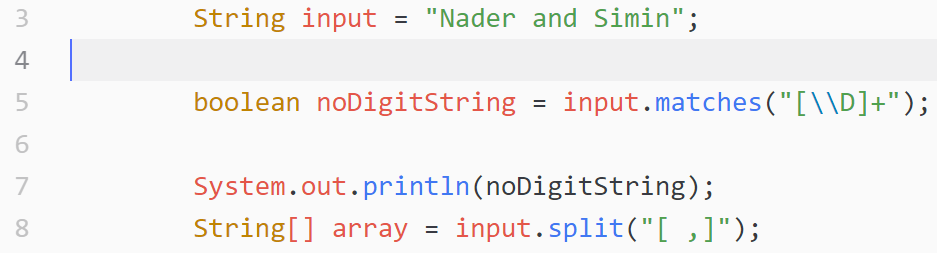 3 String input = "Nader and Simin";
4
5 boolean noDigitString = input.matches("[\\D]+");
6
7 System.out.println(noDigitString);
8 String[] array = input.split("[ ,]");